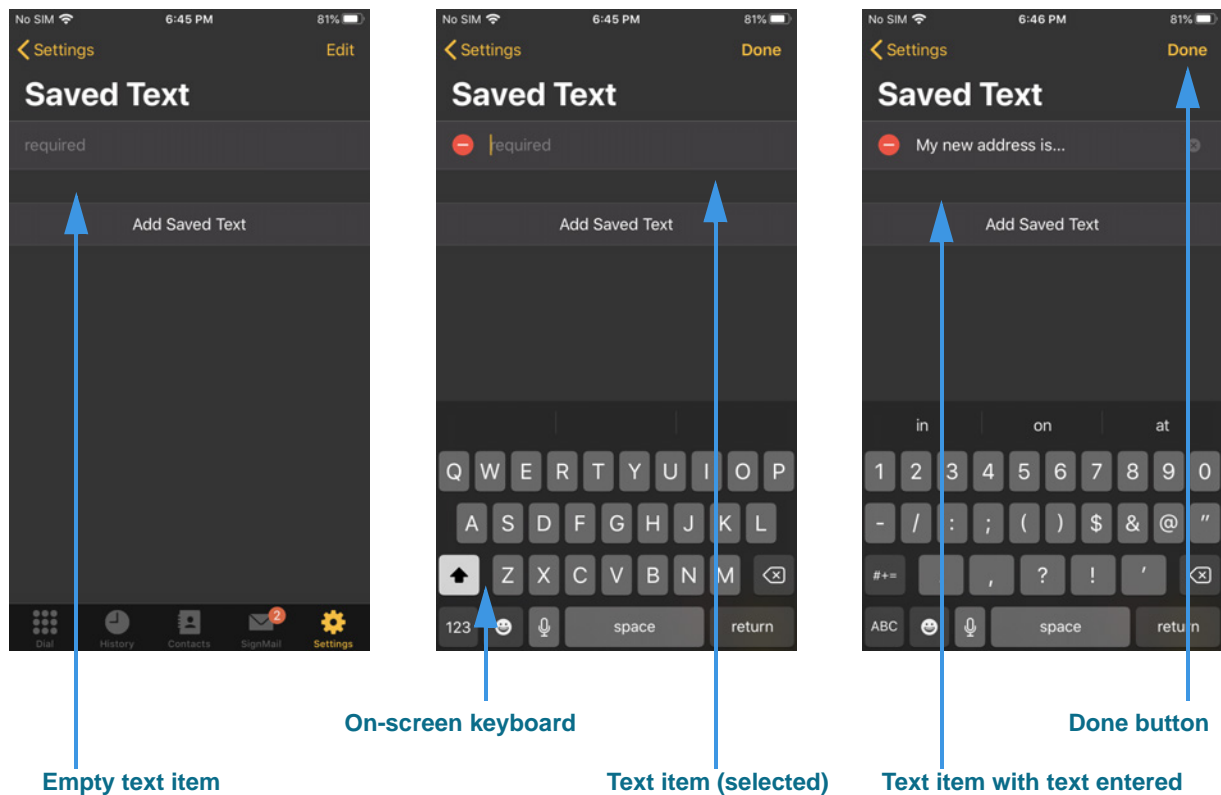 No SIM 6:45 PM 81%
Settings Edit
Saved Text
required
Add Saved Text
Dial History Contacts SignMail 2 Settings
No SIM 6:45 PM 81%
Settings Done
Saved Text
required
Add Saved Text
Q W E R T Y U I O P
A S D F G H J K L
Z X C V B N M
123 space return
No SIM 6:46 PM 81%
Settings Done
Saved Text
My new address is...
Add Saved Text
in on at
1 2 3 4 5 6 7 8 9 0
- / : ; ( ) $ & @ "
#+= . , ? ! '
ABC space return
On-screen keyboard
Done button
Empty text item
Text item (selected)
Text item with text entered